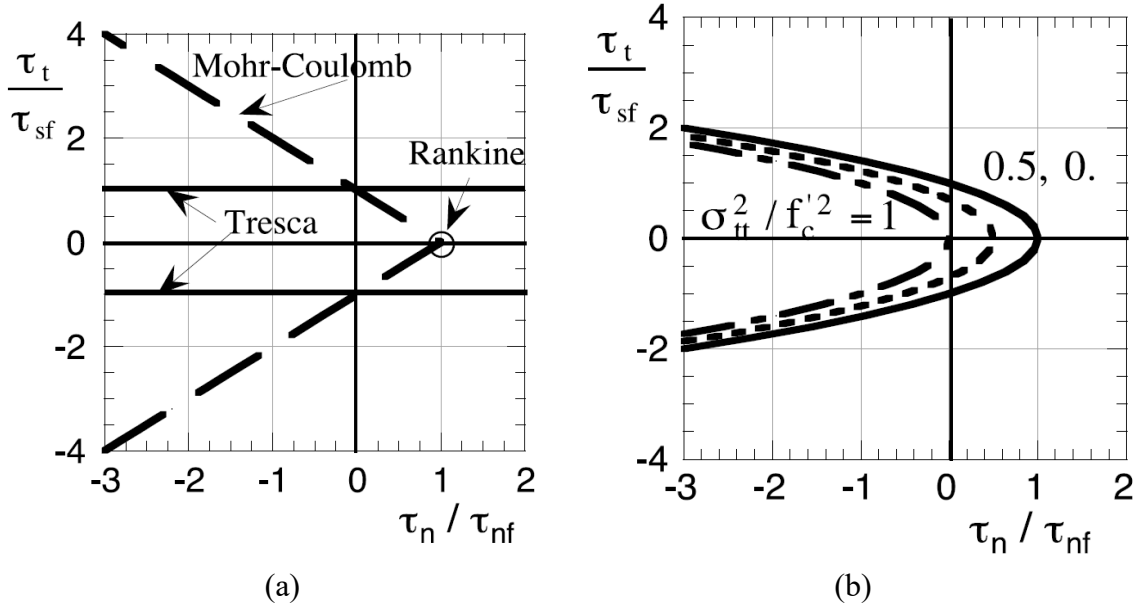 4
τt
τsf
Mohr-Coulomb
2
Rankine
Tresca
0
-2
-4
-3 -2 -1 0 1 2
τn / τnf
(a)
4
τt
τsf
2
0.5, 0.
σ²tt / f'²c = 1
0
-2
-4
-3 -2 -1 0 1 2
τn / τnf
(b)